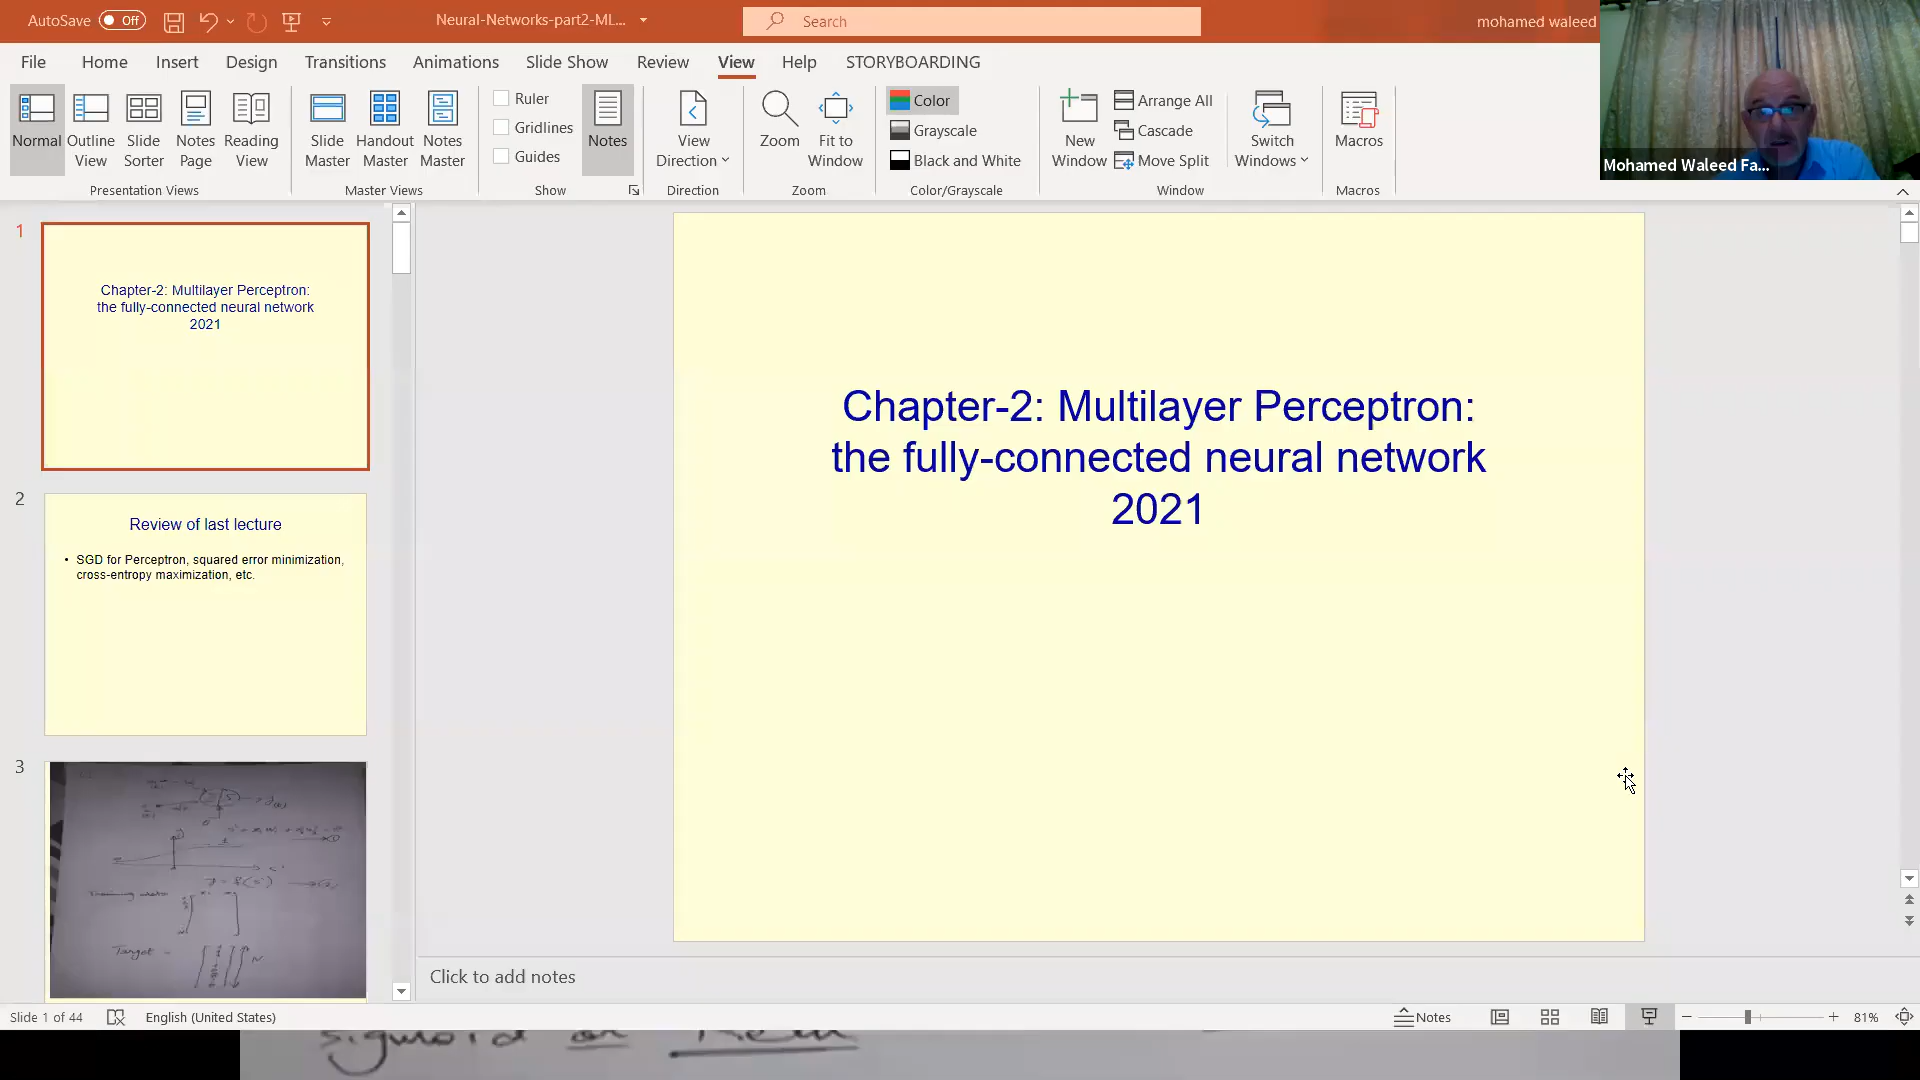 AutoSave Off
Neural-Networks-part2-ML...
Search
mohamed waleed
File Home Insert Design Transitions Animations Slide Show Review View Help STORYBOARDING
Normal
Outline View
Slide Sorter
Notes Page
Reading View
Presentation Views
Slide Master
Handout Master
Notes Master
Master Views
Ruler
Gridlines
Guides
Show
Notes
View Direction
Direction
Zoom
Fit to Window
Zoom
Color
Grayscale
Black and White
Color/Grayscale
New Window
Arrange All
Cascade
Move Split
Switch Windows
Window
Macros
Macros
Mohamed Waleed Fa...
1
Chapter-2: Multilayer Perceptron:
the fully-connected neural network
2021
2
Review of last lecture
• SGD for Perceptron, squared error minimization,
cross-entropy maximization, etc.
3
Target
Chapter-2: Multilayer Perceptron:
the fully-connected neural network
2021
Click to add notes
Slide 1 of 44
English (United States)
Notes
81%
sigmoid or